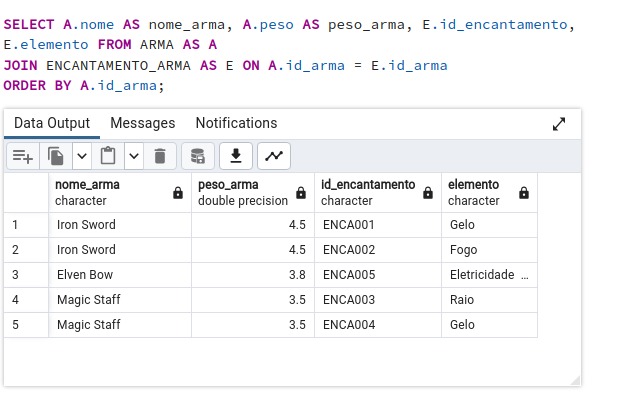 SELECT A.nome AS nome_arma, A.peso AS peso_arma, E.id_encantamento,
E.elemento FROM ARMA AS A
JOIN ENCANTAMENTO_ARMA AS E ON A.id_arma = E.id_arma
ORDER BY A.id_arma;
Data Output Messages Notifications
nome_arma peso_arma id_encantamento elemento
character double precision character character
1 Iron Sword 4.5 ENCA001 Gelo
2 Iron Sword 4.5 ENCA002 Fogo
3 Elven Bow 3.8 ENCA005 Eletricidade ...
4 Magic Staff 3.5 ENCA003 Raio
5 Magic Staff 3.5 ENCA004 Gelo